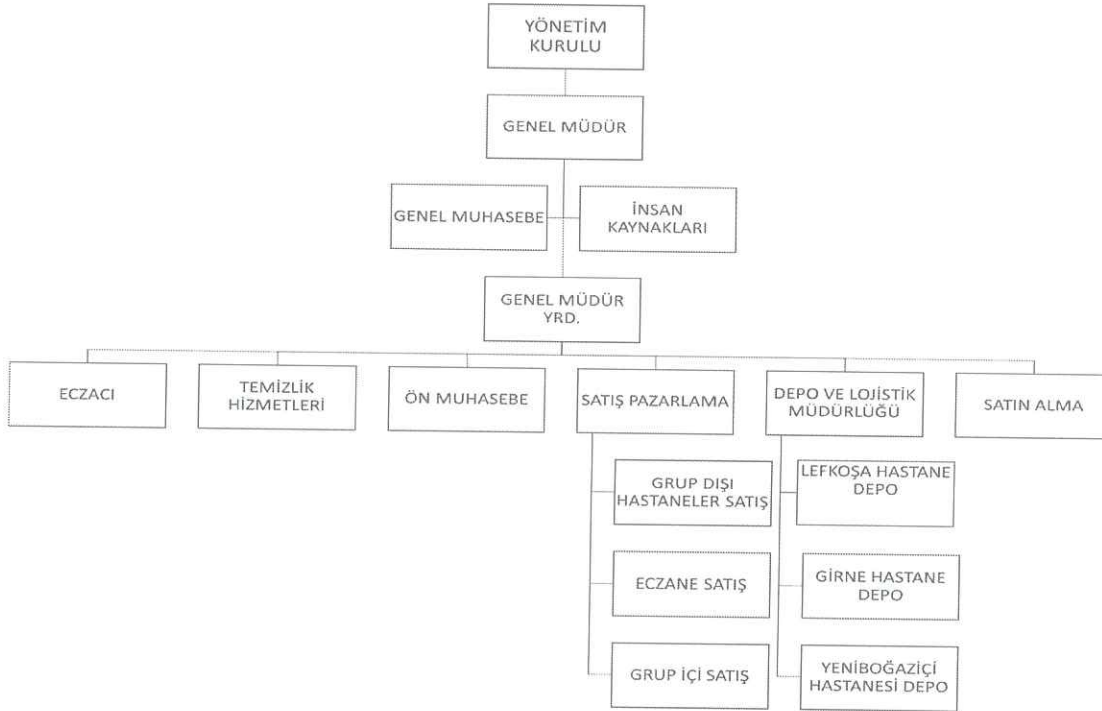 YÖNETİM
KURULU
GENEL MÜDÜR
GENEL MUHASEBE
İNSAN
KAYNAKLARI
GENEL MÜDÜR
YRD.
ECZACI
TEMİZLİK
HİZMETLERİ
ÖN MUHASEBE
SATIŞ PAZARLAMA
DEPO VE LOJİSTİK
MÜDÜRLÜĞÜ
SATIN ALMA
GRUP DIŞI
HASTANELER SATIŞ
LEFKOŞA HASTANE
DEPO
ECZANE SATIŞ
GİRNE HASTANE
DEPO
GRUP İÇİ SATIŞ
YENİBOĞAZİÇİ
HASTANESİ DEPO